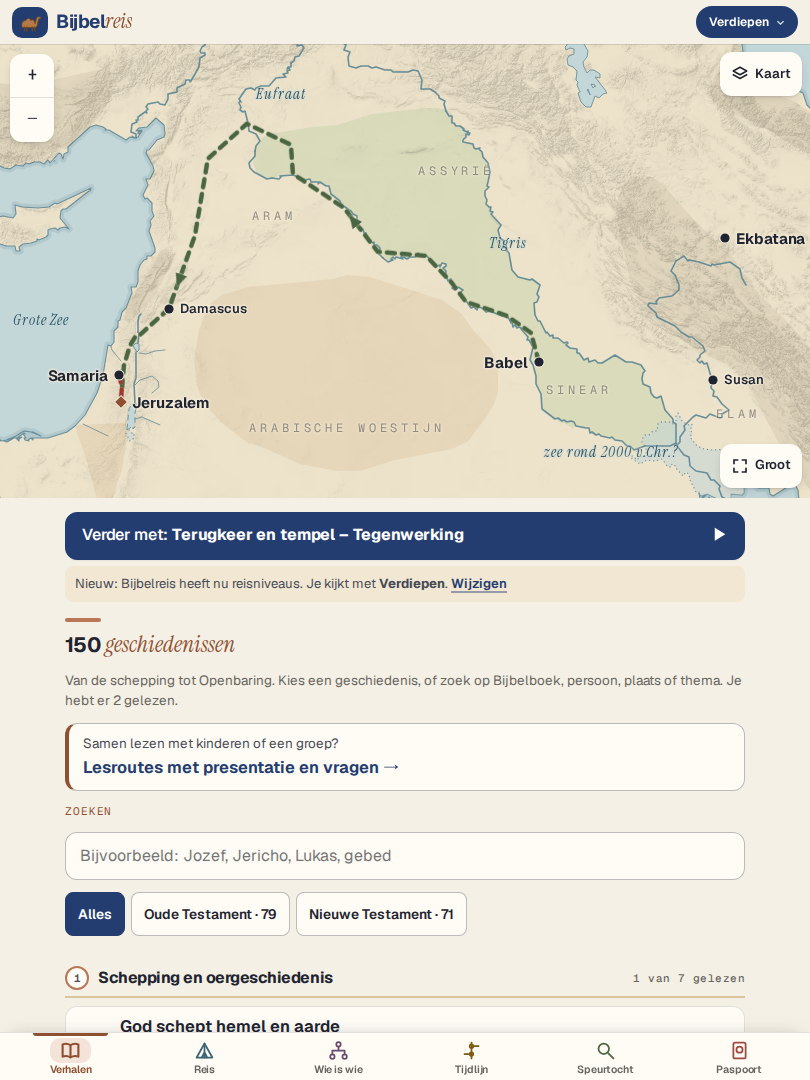 Bijbelreis
Verdiepen
+
−
Kaart
Eufraat
ASSYRIË
ARAM
Tigris
Ekbatana
Grote Zee
Damascus
Babel
Samaria
Susan
SINEAR
Jeruzalem
ELAM
ARABISCHE WOESTIJN
zee rond 2000 v.Chr.?
Groot
Verder met: Terugkeer en tempel – Tegenwerking
Nieuw: Bijbelreis heeft nu reisniveaus. Je kijkt met Verdiepen. Wijzigen
150 geschiedenissen
Van de schepping tot Openbaring. Kies een geschiedenis, of zoek op Bijbelboek, persoon, plaats of thema. Je
hebt er 2 gelezen.
Samen lezen met kinderen of een groep?
Lesroutes met presentatie en vragen →
ZOEKEN
Bijvoorbeeld: Jozef, Jericho, Lukas, gebed
Alles
Oude Testament · 79
Nieuwe Testament · 71
1 Schepping en oergeschiedenis
1 van 7 gelezen
God schept hemel en aarde
Verhalen
Reis
Wie is wie
Tijdlijn
Speurtocht
Paspoort